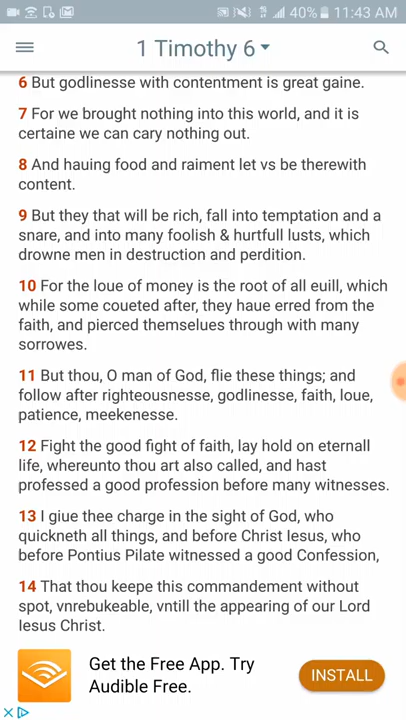 40% 11:43 AM
1 Timothy 6
6 But godlinesse with contentment is great gaine.
7 For we brought nothing into this world, and it is
certaine we can cary nothing out.
8 And hauing food and raiment let vs be therewith
content.
9 But they that will be rich, fall into temptation and a
snare, and into many foolish & hurtfull lusts, which
drowne men in destruction and perdition.
10 For the loue of money is the root of all euill, which
while some coueted after, they haue erred from the
faith, and pierced themselues through with many
sorrowes.
11 But thou, O man of God, flie these things; and
follow after righteousnesse, godlinesse, faith, loue,
patience, meekenesse.
12 Fight the good fight of faith, lay hold on eternall
life, whereunto thou art also called, and hast
professed a good profession before many witnesses.
13 I giue thee charge in the sight of God, who
quickneth all things, and before Christ Iesus, who
before Pontius Pilate witnessed a good Confession,
14 That thou keepe this commandement without
spot, vnrebukeable, vntill the appearing of our Lord
Iesus Christ.
Get the Free App. Try
Audible Free.
INSTALL